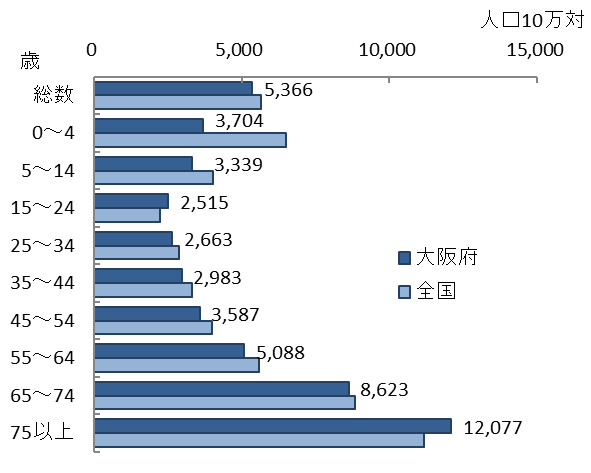 人口10万対
0 5,000 10,000 15,000
歳
総数 5,366
0～4 3,704
5～14 3,339
15～24 2,515
25～34 2,663
大阪府
35～44 2,983
全国
45～54 3,587
55～64 5,088
65～74 8,623
75以上 12,077